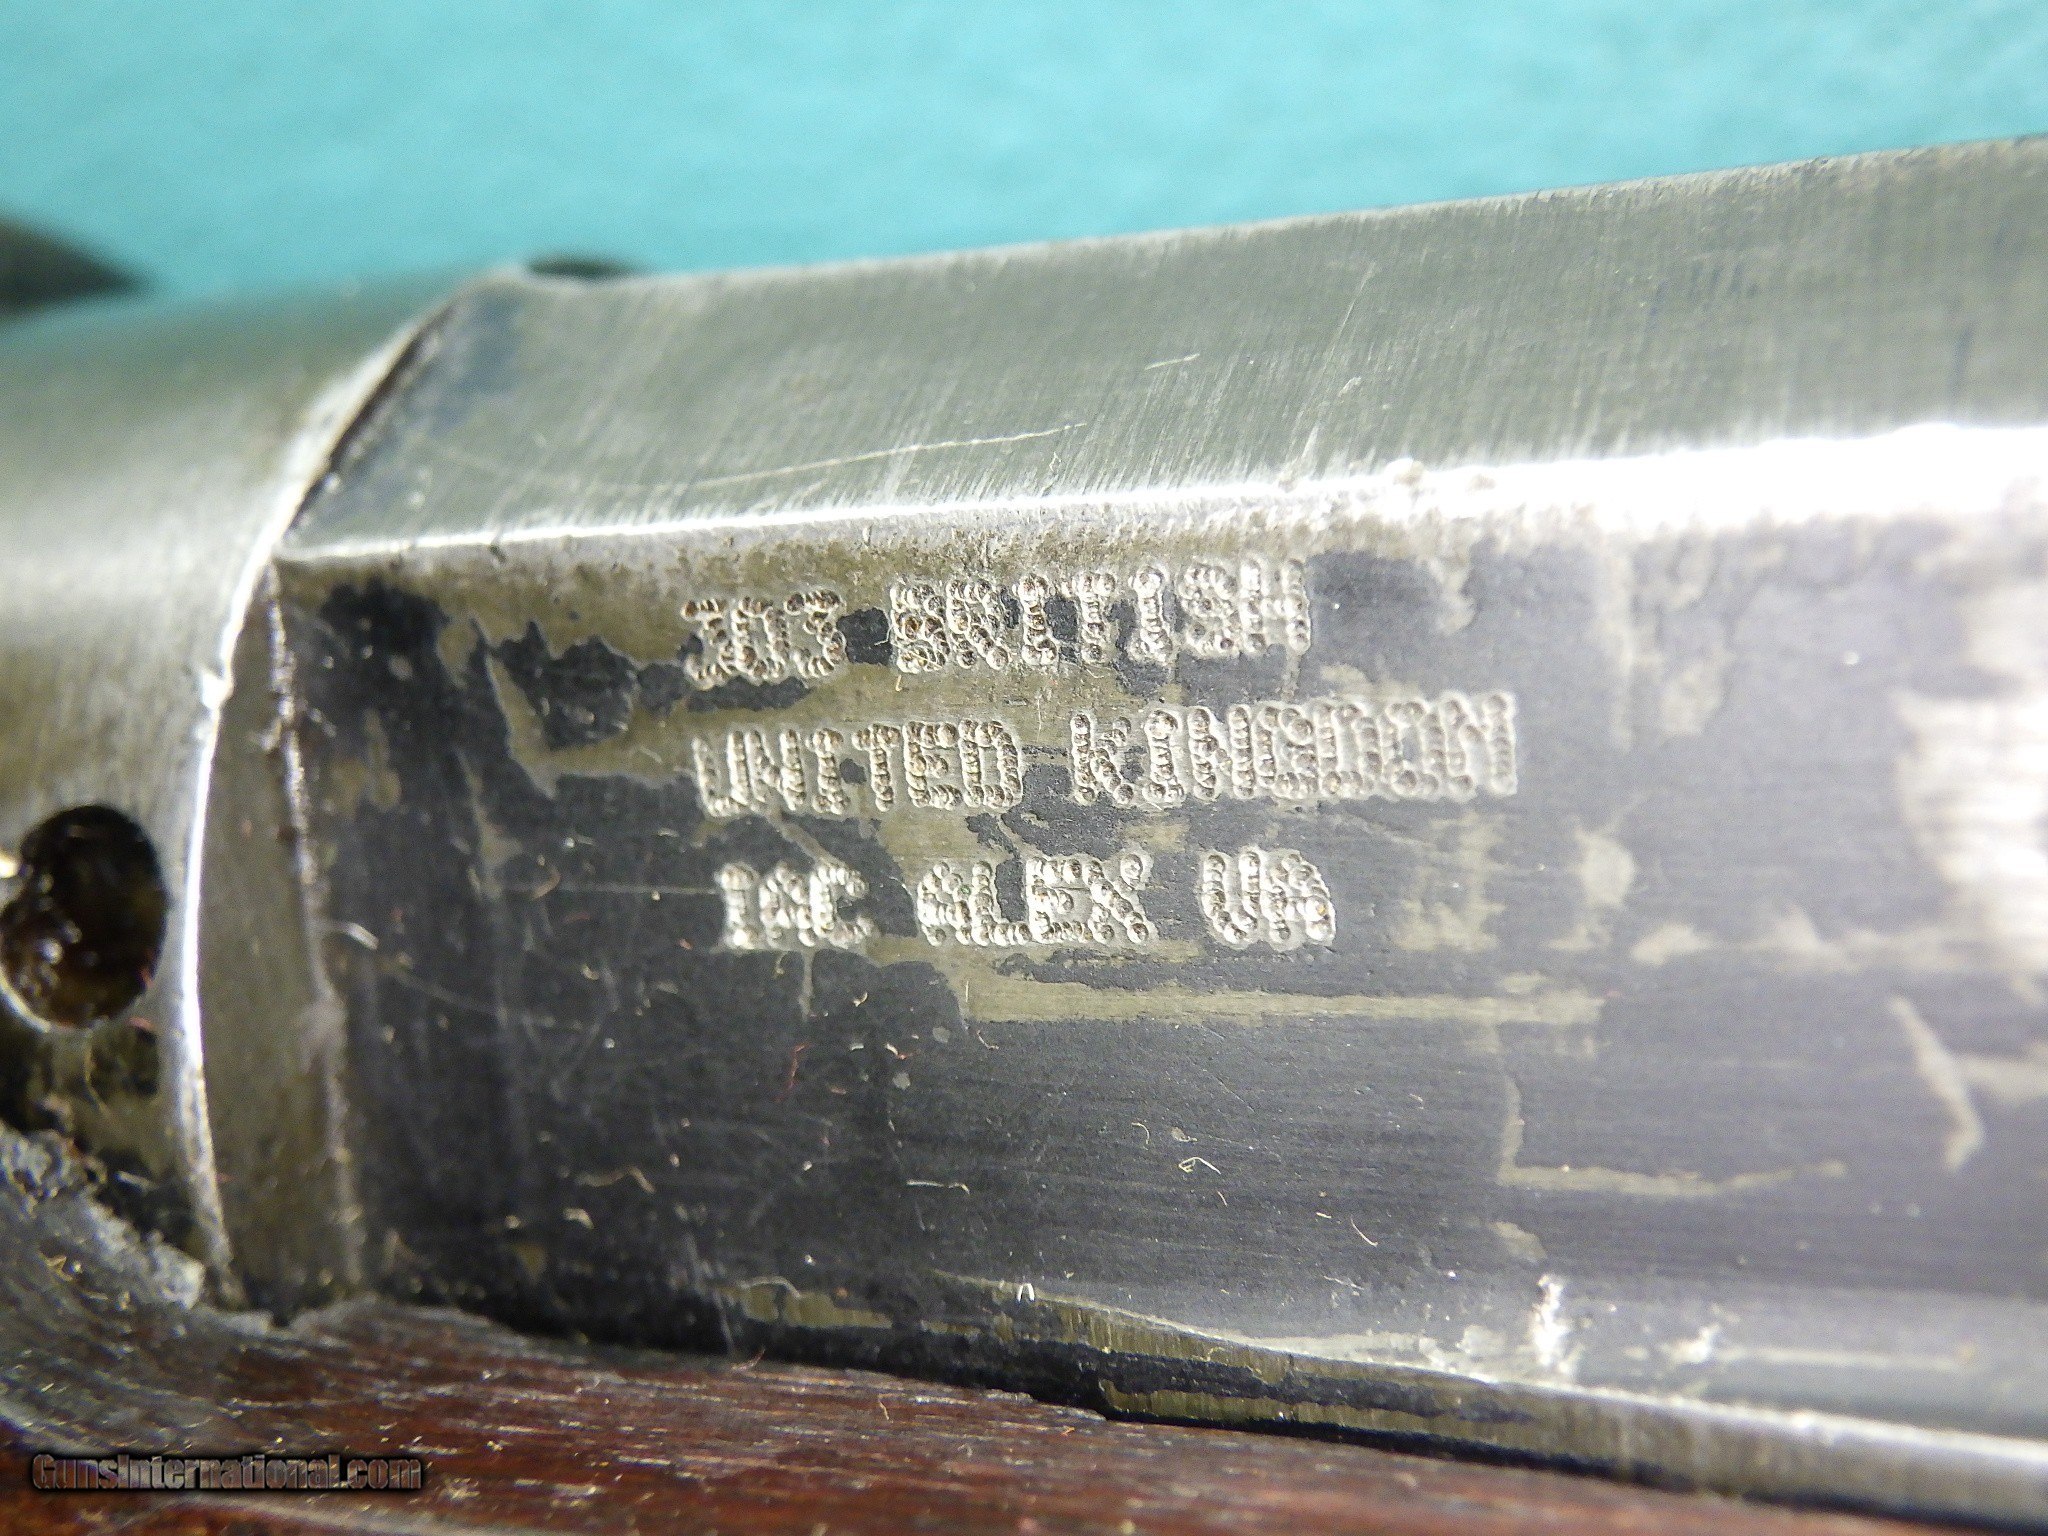 303 BRITISH
UNITED KINGDOM
IAC ALEX VA
GunsInternational.com